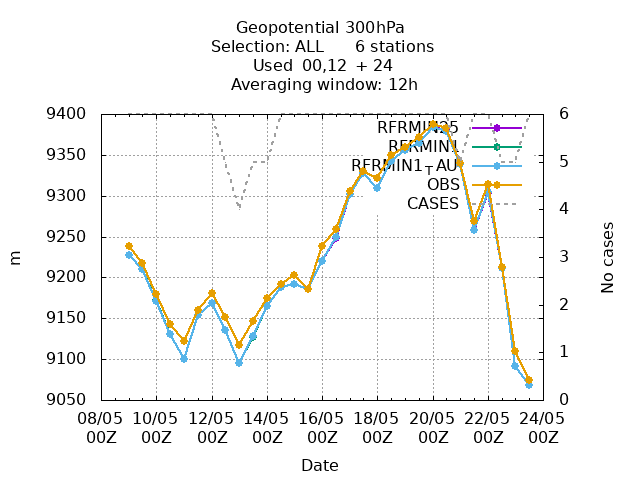 Geopotential 300hPa
Selection: ALL 6 stations
Used 00,12 + 24
Averaging window: 12h
RFRMIN25
RFRMIN1
RFRMIN1_TAU
OBS
CASES
9400
9350
9300
9250
9200
9150
9100
9050
6
5
4
3
2
1
0
m
No cases
08/05 10/05 12/05 14/05 16/05 18/05 20/05 22/05 24/05
00Z 00Z 00Z 00Z 00Z 00Z 00Z 00Z 00Z
Date